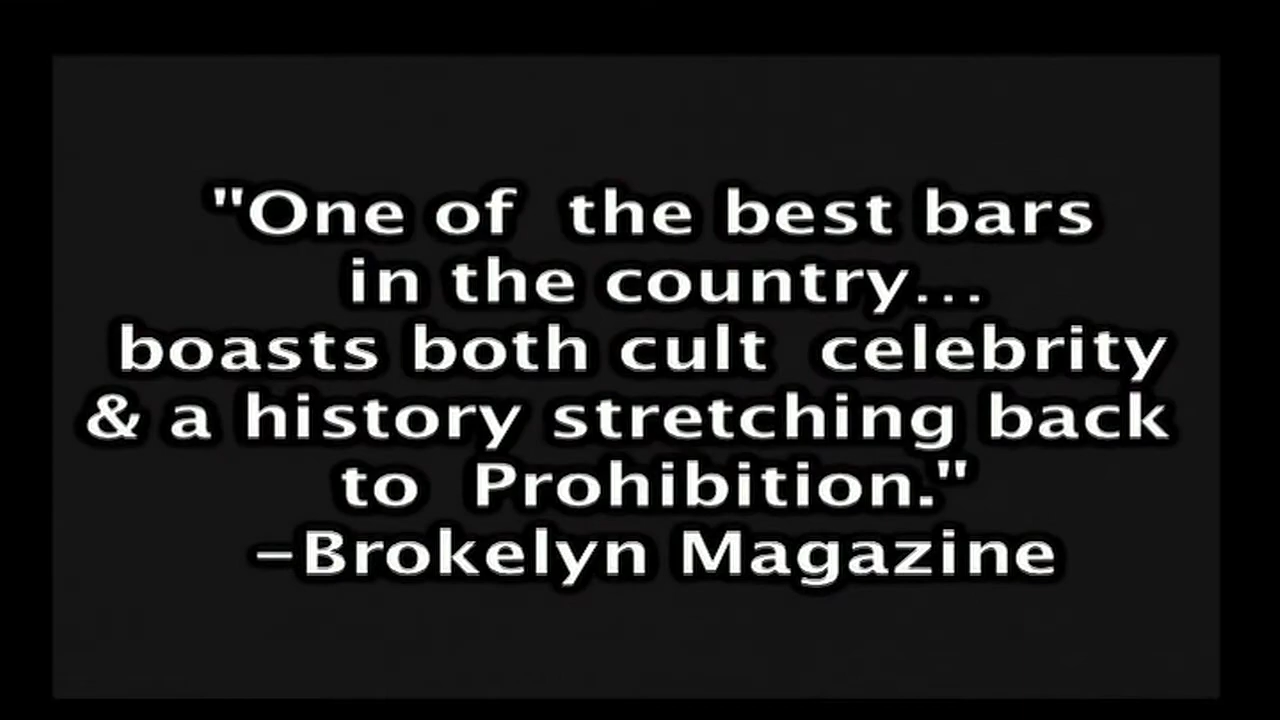 "One of the best bars
in the country...
boasts both cult celebrity
& a history stretching back
to Prohibition."
–Brokelyn Magazine